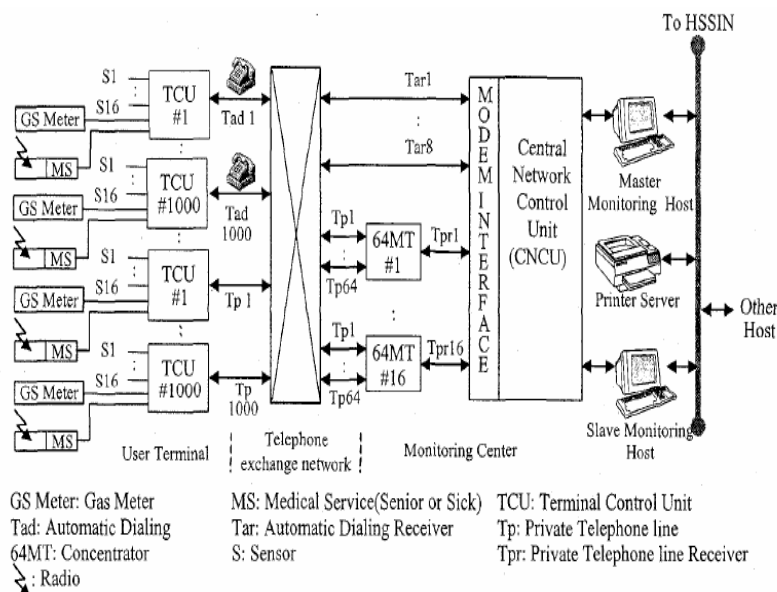 To HSSIN
S1
:
S16
GS Meter
MS
TCU
#1
Tad 1
S1
:
S16
GS Meter
MS
TCU
#1000
Tad
1000
S1
:
S16
GS Meter
MS
TCU
#1
Tp 1
S1
:
S16
GS Meter
MS
TCU
#1000
Tp
1000
Tar1
:
Tar8
Tp1
:
Tp64
64MT
#1
Tpr1
:
Tp1
:
Tp64
64MT
#16
Tpr16
MODEM INTERFACE
Central
Network
Control
Unit
(CNCU)
Master
Monitoring Host
Printer Server
Other
Host
Slave Monitoring
Host
User Terminal
Telephone
exchange network
Monitoring Center
GS Meter: Gas Meter
MS: Medical Service(Senior or Sick)
TCU: Terminal Control Unit
Tad: Automatic Dialing
Tar: Automatic Dialing Receiver
Tp: Private Telephone line
64MT: Concentrator
S: Sensor
Tpr: Private Telephone line Receiver
: Radio